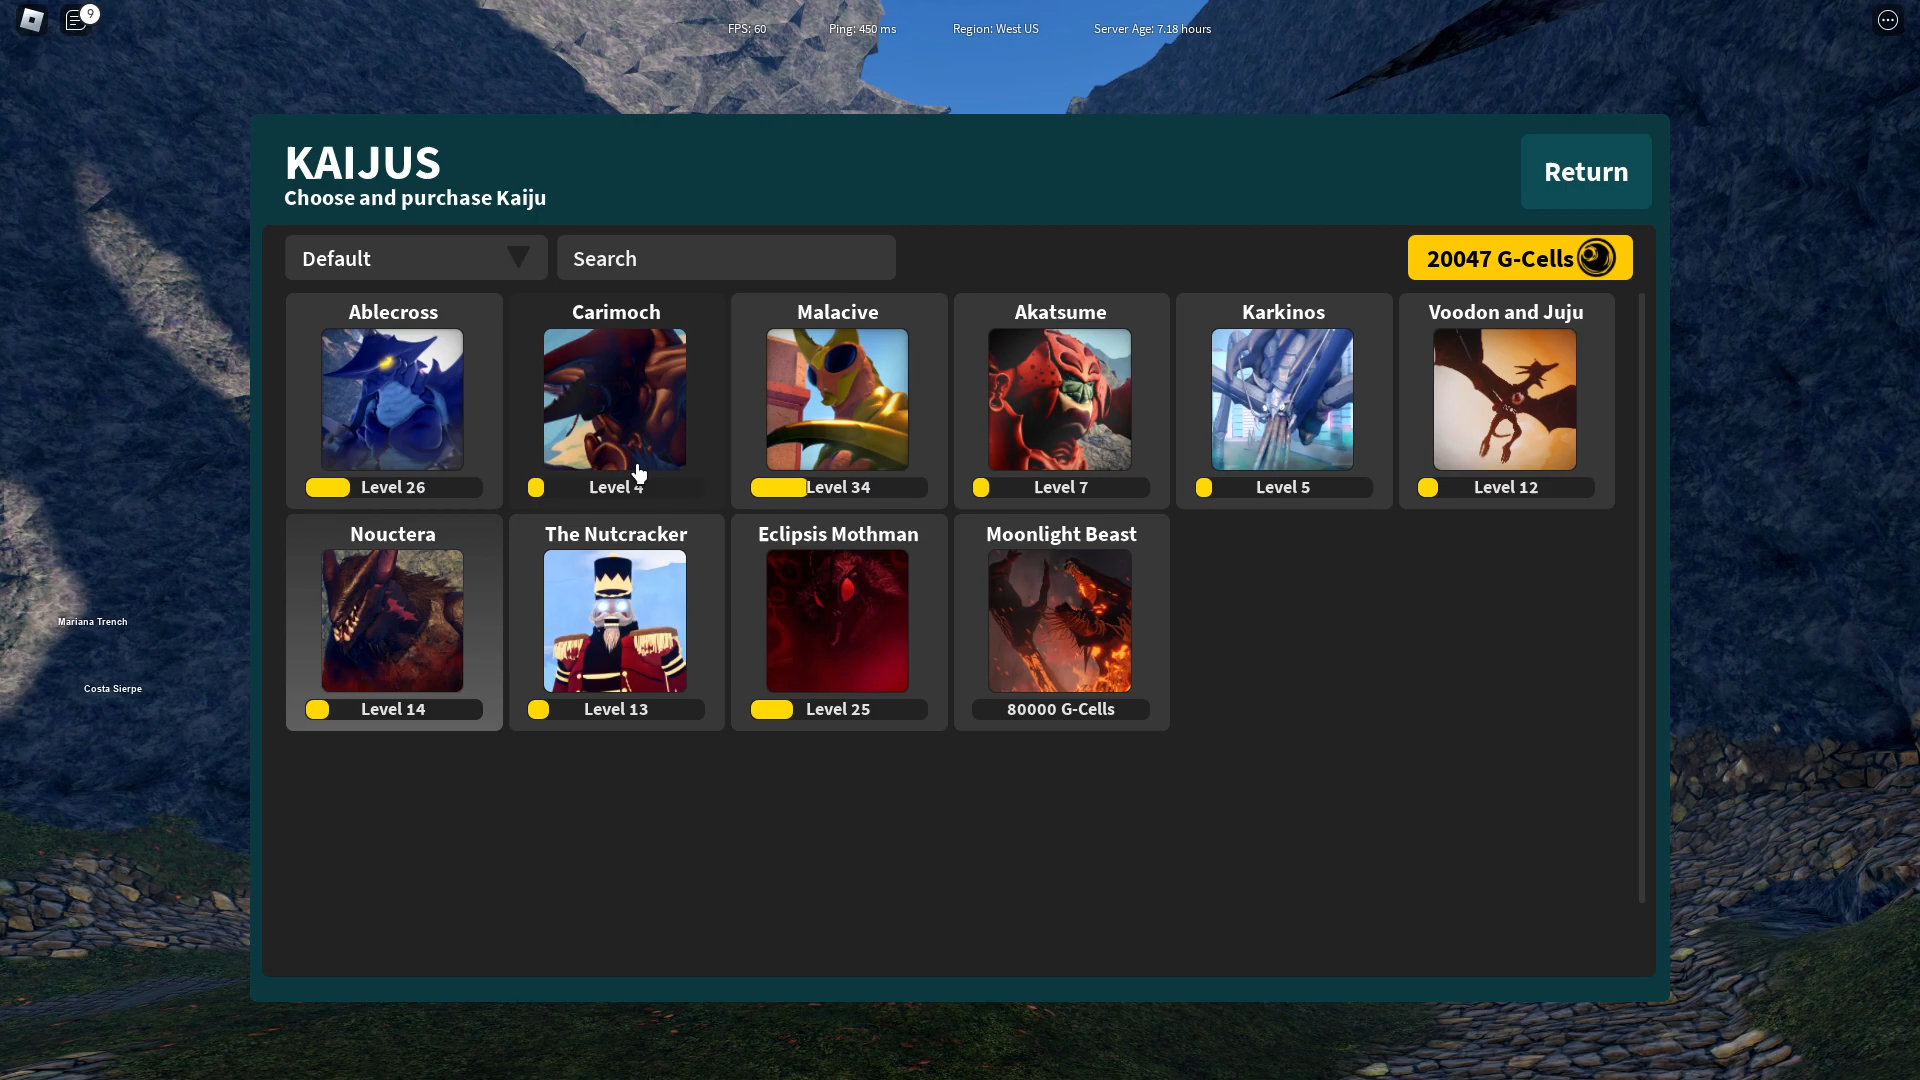 9
FPS: 60
Ping: 450 ms
Region: West US
Server Age: 7.18 hours
KAIJUS
Choose and purchase Kaiju
Return
Default
Search
20047 G-Cells
Ablecross
Carimoch
Malacive
Akatsume
Karkinos
Voodon and Juju
Level 26
Level 4
Level 34
Level 7
Level 5
Level 12
Nouctera
The Nutcracker
Eclipsis Mothman
Moonlight Beast
Level 14
Level 13
Level 25
80000 G-Cells
Mariana Trench
Costa Sierpe